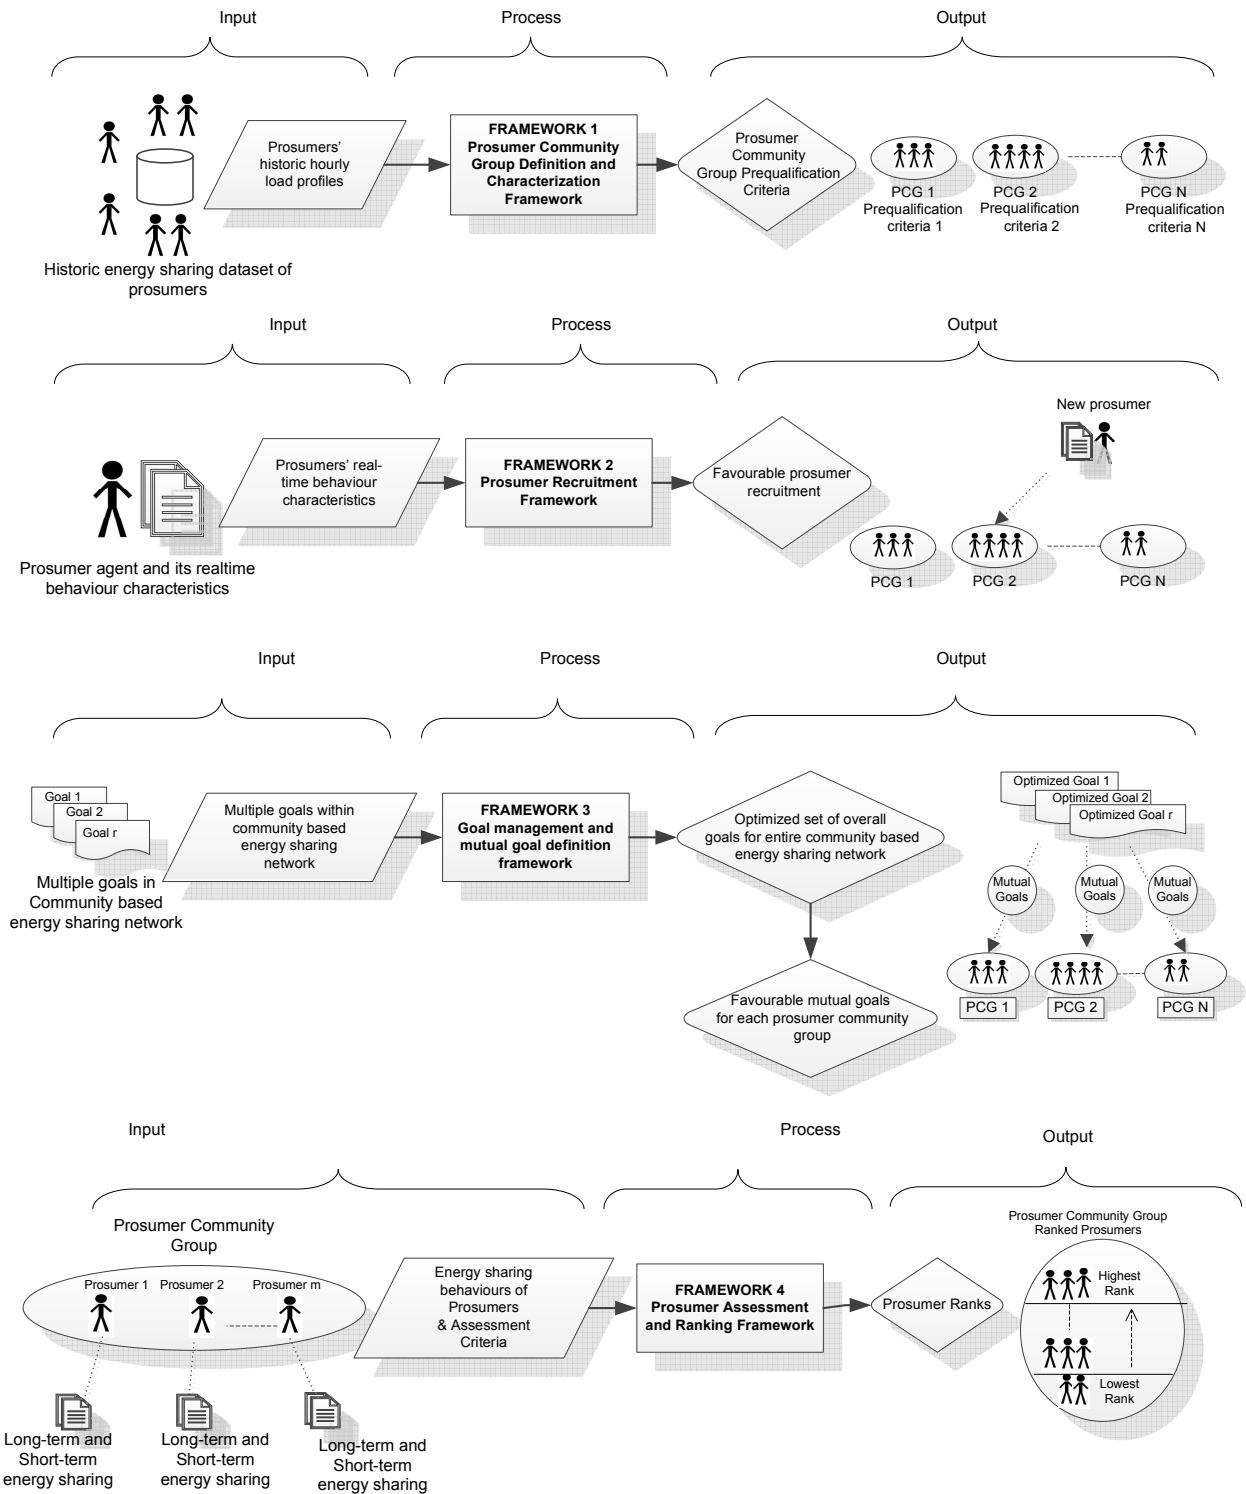 Input
Process
Output
Prosumers'
historic hourly
load profiles
FRAMEWORK 1
Prosumer Community
Group Definition and
Characterization
Framework
Prosumer
Community
Group Prequalification
Criteria
PCG 1
Prequalification
criteria 1
PCG 2
Prequalification
criteria 2
PCG N
Prequalification
criteria N
Historic energy sharing dataset of
prosumers
Input
Process
Output
New prosumer
Prosumers' real-
time behaviour
characteristics
FRAMEWORK 2
Prosumer Recruitment
Framework
Favourable prosumer
recruitment
PCG 1
PCG 2
PCG N
Prosumer agent and its realtime
behaviour characteristics
Input
Process
Output
Goal 1
Goal 2
Goal r
Multiple goals in
Community based
energy sharing network
Multiple goals within
community based
energy sharing
network
FRAMEWORK 3
Goal management and
mutual goal definition
framework
Optimized set of overall
goals for entire community based
energy sharing network
Favourable mutual goals
for each prosumer community
group
Optimized Goal 1
Optimized Goal 2
Optimized Goal r
Mutual
Goals
Mutual
Goals
Mutual
Goals
PCG 1
PCG 2
PCG N
Input
Process
Output
Prosumer Community
Group
Prosumer 1
Prosumer 2
Prosumer m
Long-term and
Short-term
energy sharing
Long-term and
Short-term
energy sharing
Long-term and
Short-term
energy sharing
Energy sharing
behaviours of
Prosumers
& Assessment
Criteria
FRAMEWORK 4
Prosumer Assessment
and Ranking Framework
Prosumer Ranks
Prosumer Community Group
Ranked Prosumers
Highest
Rank
Lowest
Rank